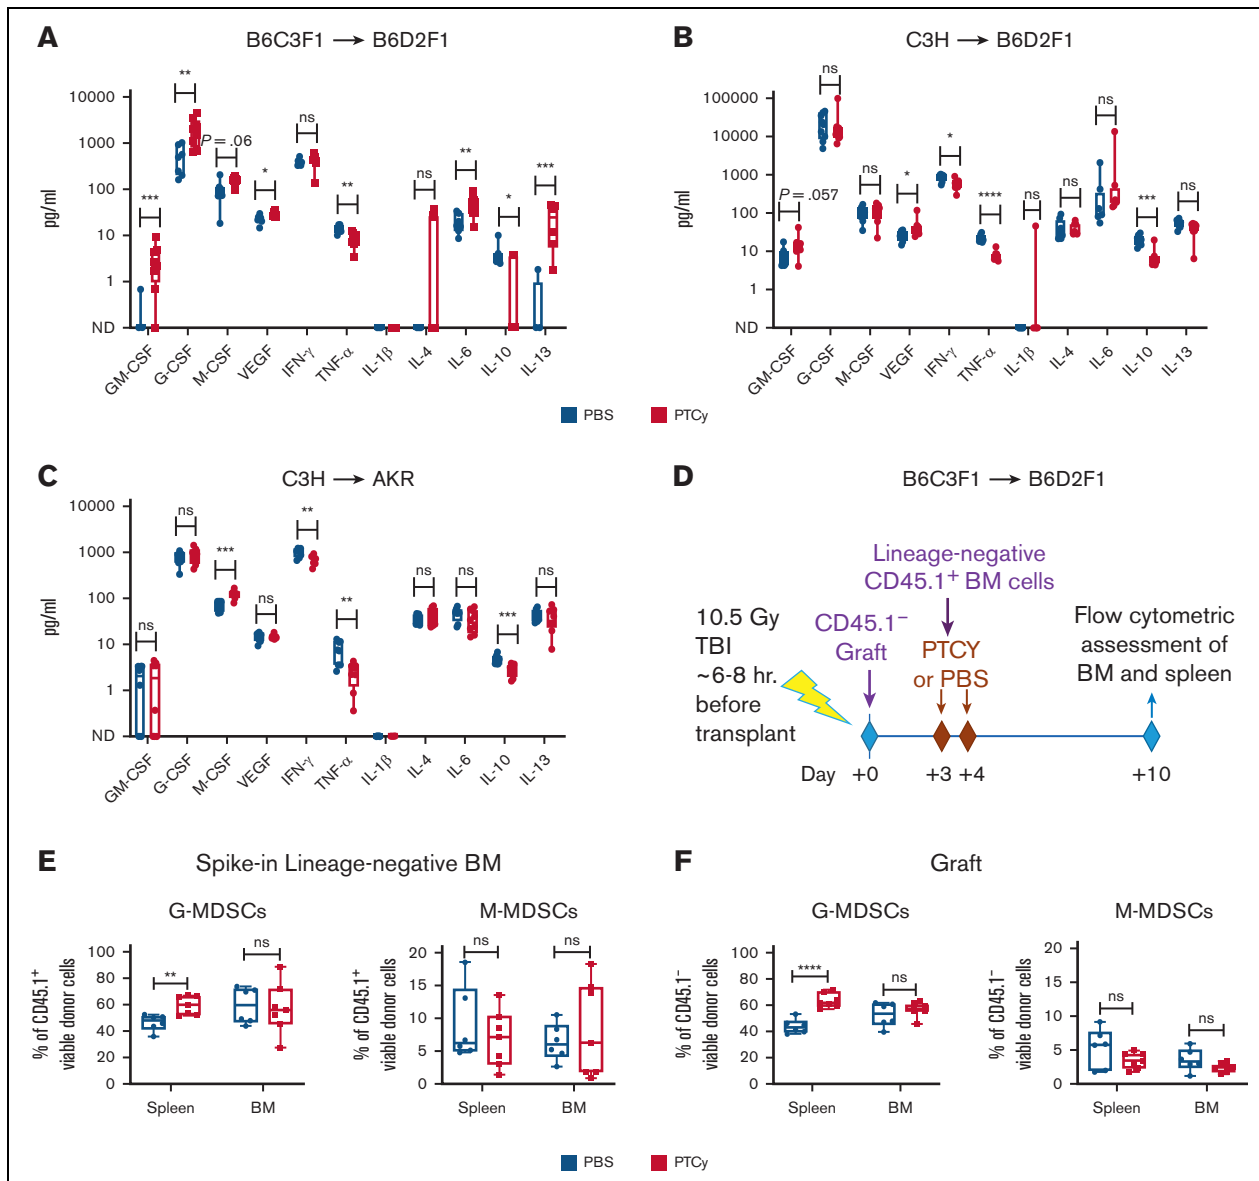 A
B6C3F1 → B6D2F1
pg/ml
10000
1000
100
10
1
ND
***
**
P = .06
*
ns
**
ns
**
*
***
GM-CSF
G-CSF
M-CSF
VEGF
IFN-γ
TNF-α
IL-1β
IL-4
IL-6
IL-10
IL-13
B
C3H → B6D2F1
pg/ml
100000
10000
1000
100
10
1
ND
P = .057
ns
ns
*
*
****
ns
ns
ns
***
ns
GM-CSF
G-CSF
M-CSF
VEGF
IFN-γ
TNF-α
IL-1β
IL-4
IL-6
IL-10
IL-13
PBS
PTCy
C
C3H → AKR
pg/ml
10000
1000
100
10
1
ND
ns
ns
***
ns
**
**
ns
ns
***
ns
GM-CSF
G-CSF
M-CSF
VEGF
IFN-γ
TNF-α
IL-1β
IL-4
IL-6
IL-10
IL-13
D
B6C3F1 → B6D2F1
10.5 Gy
TBI
~6-8 hr.
before
transplant
CD45.1⁻
Graft
Lineage-negative
CD45.1⁺ BM cells
PTCY
or PBS
Flow cytometric
assessment of
BM and spleen
Day
+0
+3
+4
+10
E
Spike-in Lineage-negative BM
G-MDSCs
% of CD45.1⁺
viable donor cells
100
80
60
40
20
0
**
ns
Spleen
BM
M-MDSCs
% of CD45.1⁺
viable donor cells
20
15
10
5
0
ns
ns
Spleen
BM
F
Graft
G-MDSCs
% of CD45.1⁻
viable donor cells
100
80
60
40
20
0
****
ns
Spleen
BM
M-MDSCs
% of CD45.1⁻
viable donor cells
20
15
10
5
0
ns
ns
Spleen
BM
PBS
PTCy